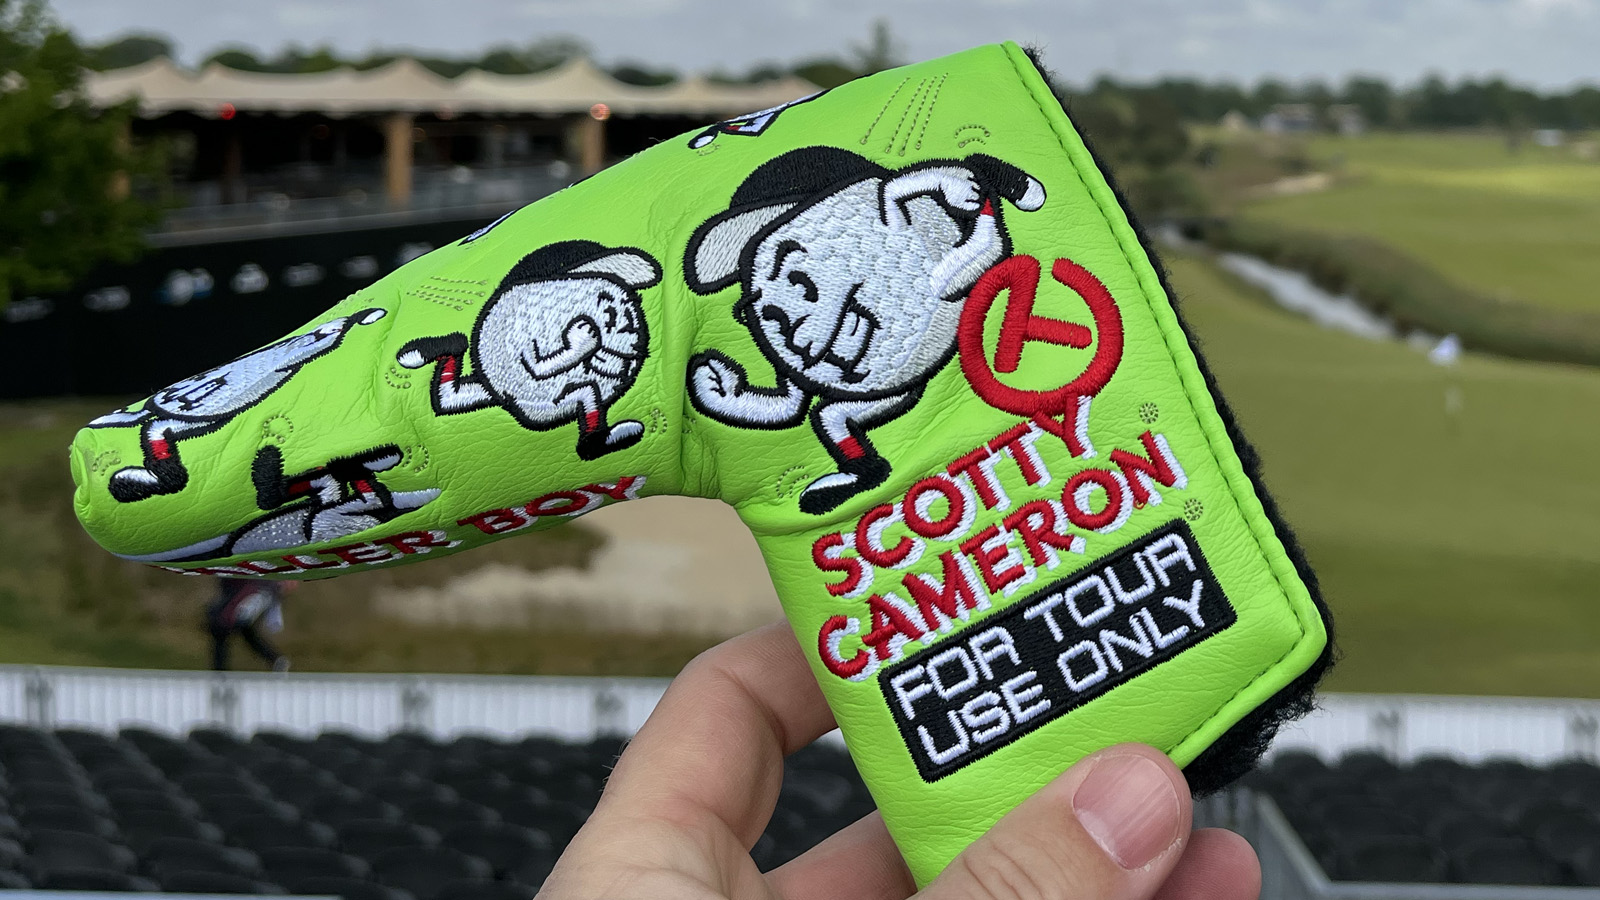 SCOTTY
CAMERON
FOR TOUR
USE ONLY
BOY